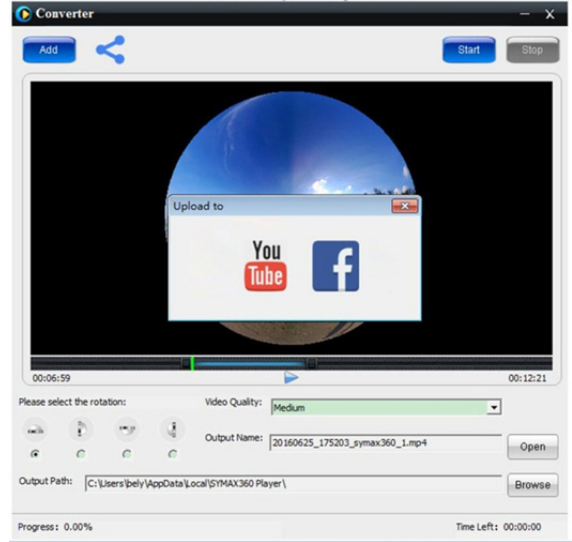 Converter
Add
Start
Stop
Upload to
You
Tube
f
00:06:59
00:12:21
Please select the rotation:
Video Quality:
Medium
Output Name:
20160625_175203_symax360_1.mp4
Open
Output Path:
C:\Users\bely\AppData\Local\SYMAX360 Player\
Browse
Progress: 0.00%
Time Left: 00:00:00